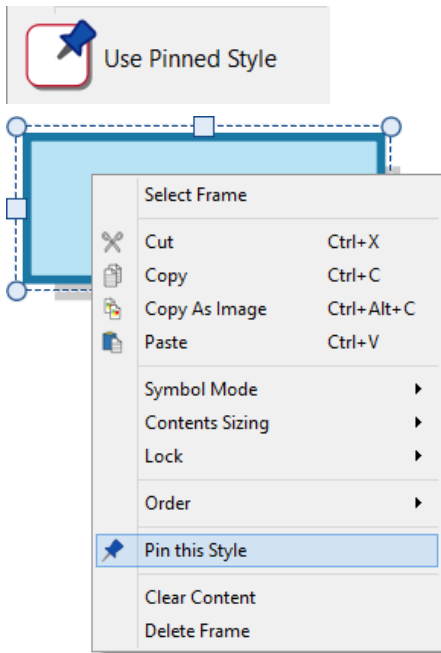 Use Pinned Style
Select Frame
Cut Ctrl+X
Copy Ctrl+C
Copy As Image Ctrl+Alt+C
Paste Ctrl+V
Symbol Mode
Contents Sizing
Lock
Order
Pin this Style
Clear Content
Delete Frame